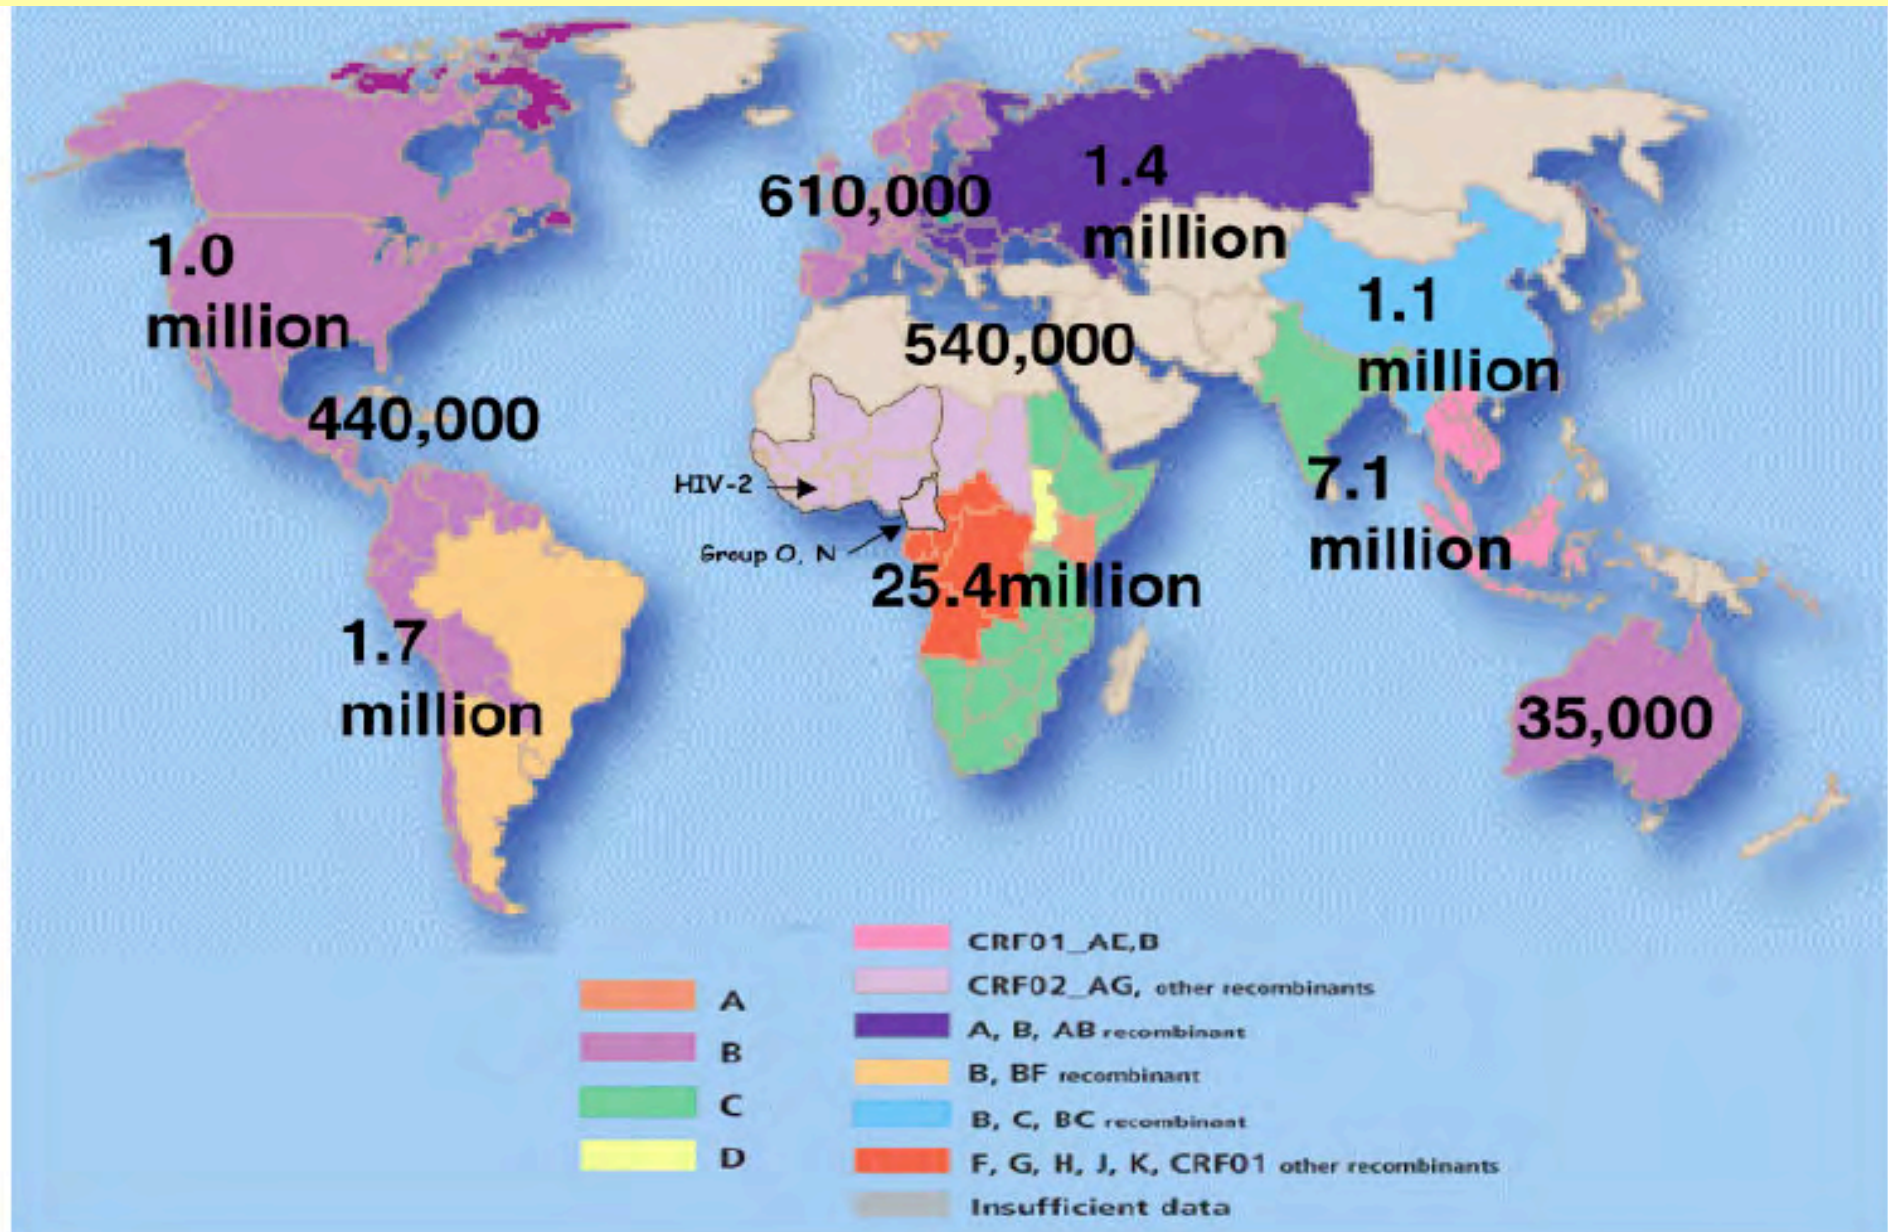 1.0
million
440,000
1.7
million
610,000
1.4
million
540,000
1.1
million
HIV-2
Group O, N
25.4million
7.1
million
35,000
A
B
C
D
CRF01_AE,B
CRF02_AG, other recombinants
A, B, AB recombinant
B, BF recombinant
B, C, BC recombinant
F, G, H, J, K, CRF01 other recombinants
Insufficient data